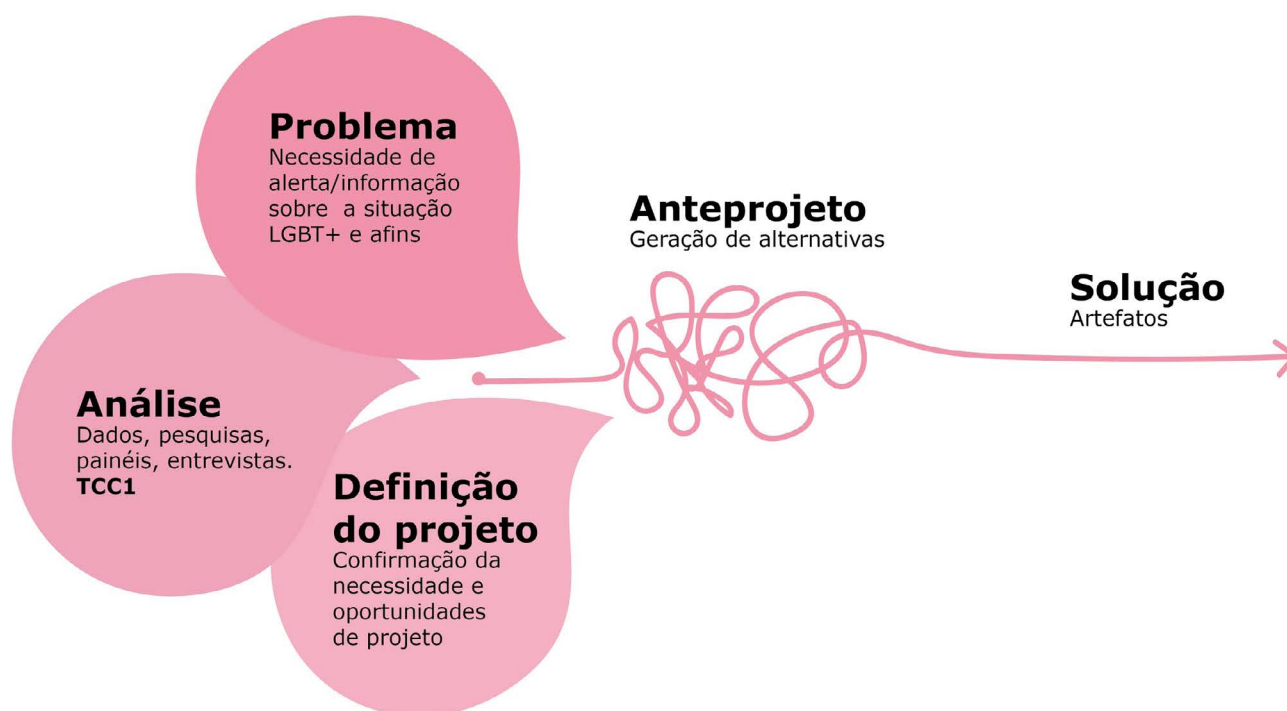 Problema
Necessidade de
alerta/informação
sobre a situação
LGBT+ e afins
Análise
Dados, pesquisas,
painéis, entrevistas.
TCC1
Definição
do projeto
Confirmação da
necessidade e
oportunidades
de projeto
Anteprojeto
Geração de alternativas
Solução
Artefatos